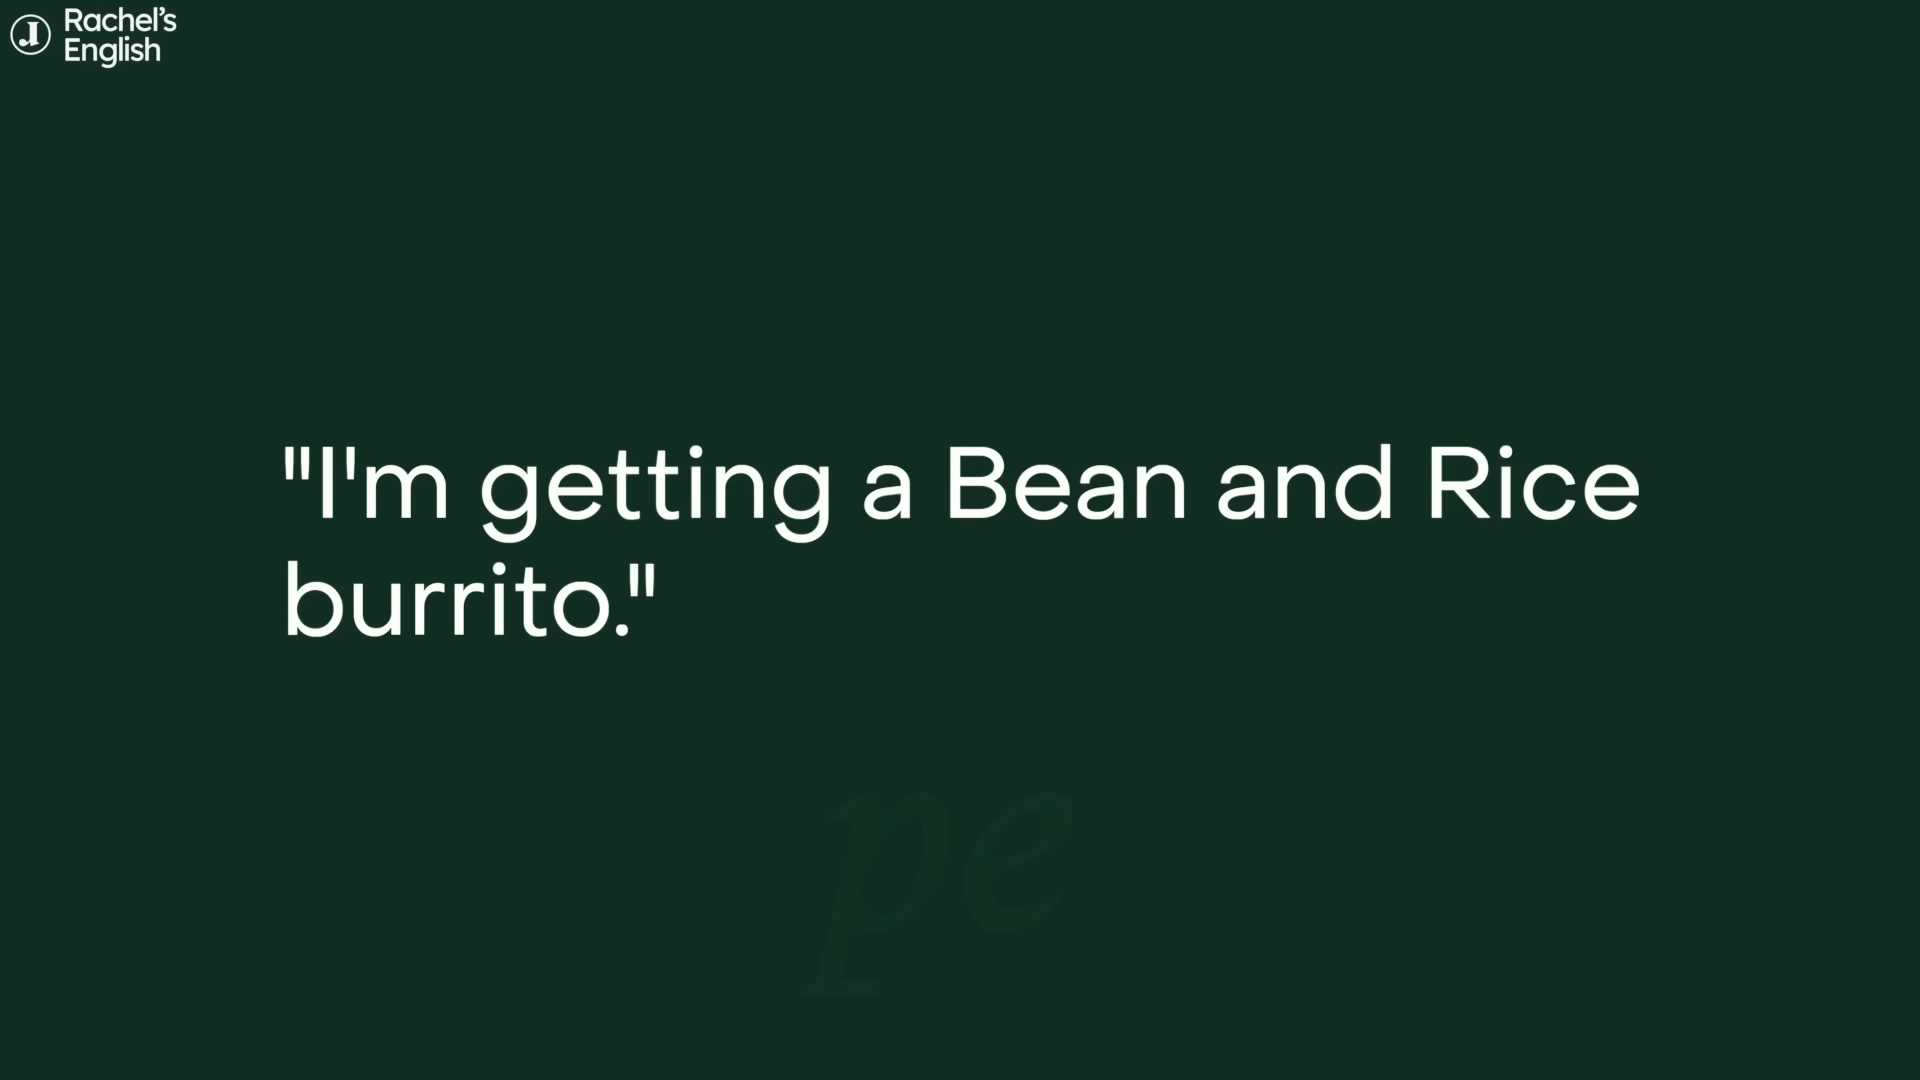 Rachel's
English
"I'm getting a Bean and Rice
burrito."
pe